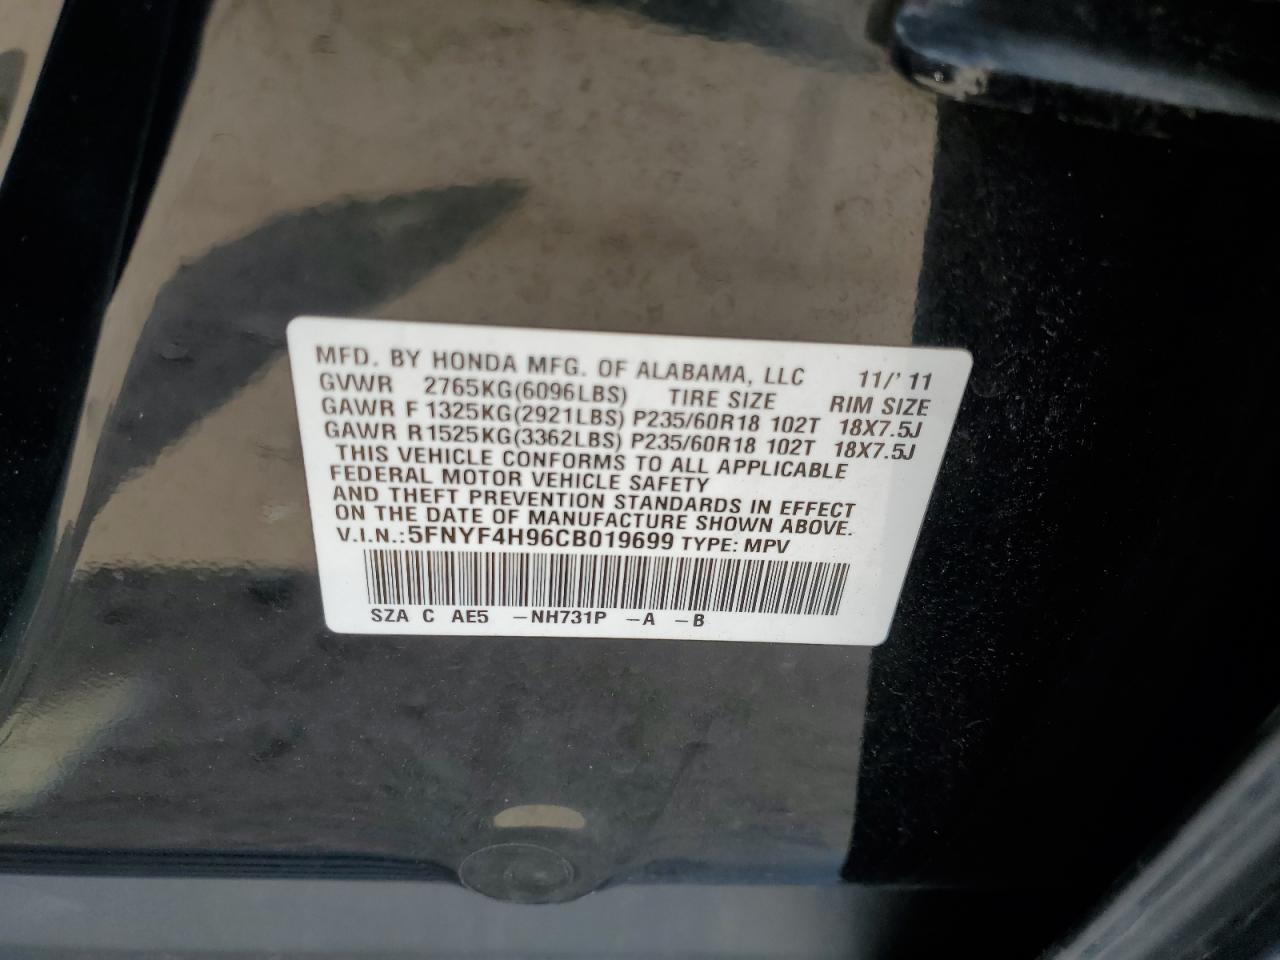 MFD. BY HONDA MFG. OF ALABAMA, LLC 11/'11
GVWR 2765KG(6096LBS) TIRE SIZE RIM SIZE
GAWR F 1325KG(2921LBS) P235/60R18 102T 18X7.5J
GAWR R1525KG(3362LBS) P235/60R18 102T 18X7.5J
THIS VEHICLE CONFORMS TO ALL APPLICABLE
FEDERAL MOTOR VEHICLE SAFETY
AND THEFT PREVENTION STANDARDS IN EFFECT
ON THE DATE OF MANUFACTURE SHOWN ABOVE.
V.I.N.:5FNYF4H96CB019699 TYPE: MPV
SZA C AE5 -NH731P -A -B